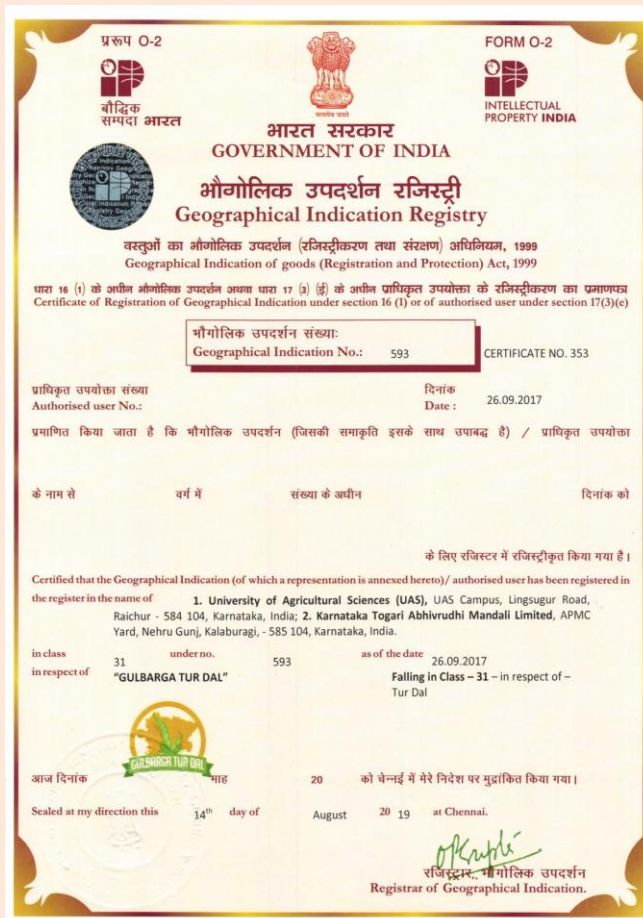 प्ररूप O-2
FORM O-2
बौद्धिक
सम्पदा भारत
INTELLECTUAL
PROPERTY INDIA
सत्यमेव जयते
भारत सरकार
GOVERNMENT OF INDIA
भौगोलिक उपदर्शन रजिस्ट्री
Geographical Indication Registry
वस्तुओं का भौगोलिक उपदर्शन (रजिस्ट्रीकरण तथा संरक्षण) अधिनियम, 1999
Geographical Indication of goods (Registration and Protection) Act, 1999
धारा 16 (1) के अधीन भौगोलिक उपदर्शन अथवा धारा 17 (3) (ई) के अधीन प्राधिकृत उपयोक्ता के रजिस्ट्रीकरण का प्रमाणपत्र
Certificate of Registration of Geographical Indication under section 16 (1) or of authorised user under section 17(3)(e)
भौगोलिक उपदर्शन संख्याः
Geographical Indication No.: 593 CERTIFICATE NO. 353
प्राधिकृत उपयोक्ता संख्या दिनांक
Authorised user No.: Date : 26.09.2017
प्रमाणित किया जाता है कि भौगोलिक उपदर्शन (जिसकी समाकृति इसके साथ उपाबद्ध है) / प्राधिकृत उपयोक्ता
के नाम से वर्ग में संख्या के अधीन दिनांक को
के लिए रजिस्टर में रजिस्ट्रीकृत किया गया है।
Certified that the Geographical Indication (of which a representation is annexed hereto)/ authorised user has been registered in
the register in the name of 1. University of Agricultural Sciences (UAS), UAS Campus, Lingsugur Road,
Raichur - 584 104, Karnataka, India; 2. Karnataka Togari Abhivrudhi Mandali Limited, APMC
Yard, Nehru Gunj, Kalaburagi, - 585 104, Karnataka, India.
in class 31 under no. 593 as of the date 26.09.2017
in respect of "GULBARGA TUR DAL" Falling in Class – 31 – in respect of –
Tur Dal
GULBARGA TUR DAL
आज दिनांक माह 20 को चेन्नई में मेरे निदेश पर मुद्रांकित किया गया।
Sealed at my direction this 14th day of August 20 19 at Chennai.
रजिस्ट्रार, भौगोलिक उपदर्शन
Registrar of Geographical Indication.